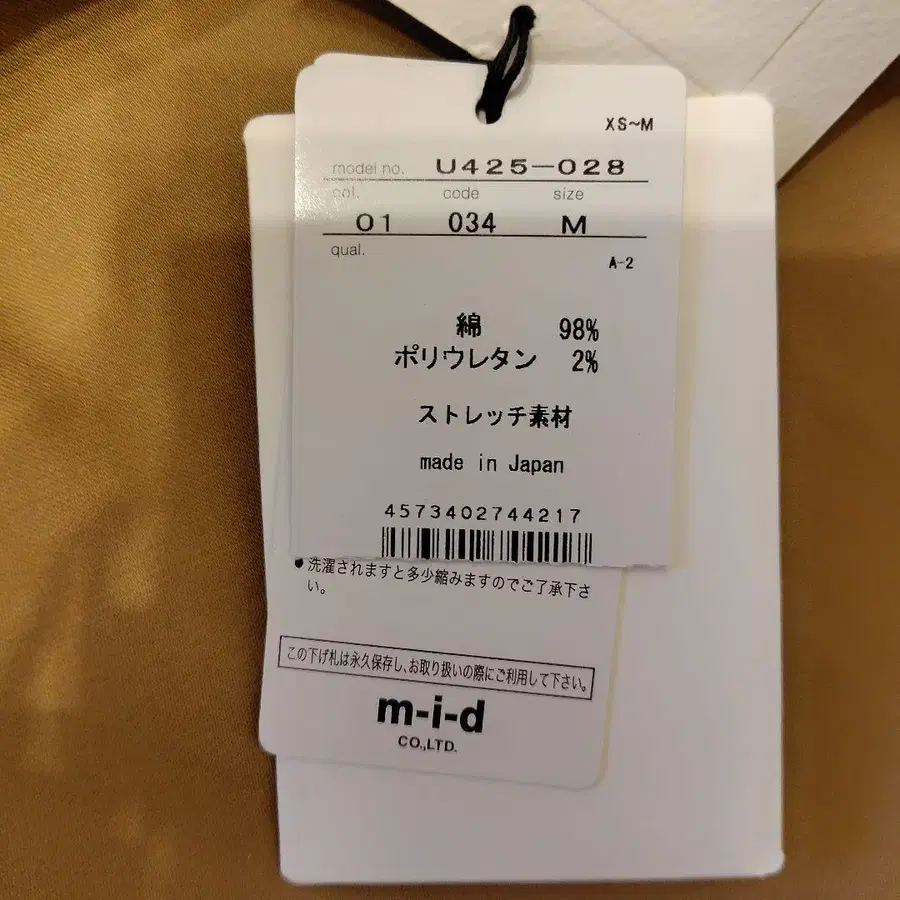 XS~M
model no. U425-028
col. code size
01 034 M
qual.
A-2
綿 98%
ポリウレタン 2%
ストレッチ素材
made in Japan
4573402744217
●洗濯されますと多少縮みますのでご了承下さ
い。
この下げ札は永久保存し、お取り扱いの際にご利用して下さい。
m-i-d
CO.,LTD.